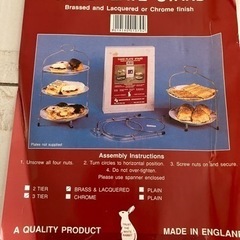 Brassed and Lacquered or Chrome finish
Plates not supplied
Assembly Instructions
1. Unscrew all four nuts.
2. Turn circles to horizontal position.
3. Screw nuts on and secure.
4. Do not over-tighten.
Please use spanner enclosed
2 TIER
BRASS & LACQUERED
PLAIN
3 TIER
CHROME
PLAIN
A QUALITY PRODUCT
MADE IN ENGLAND